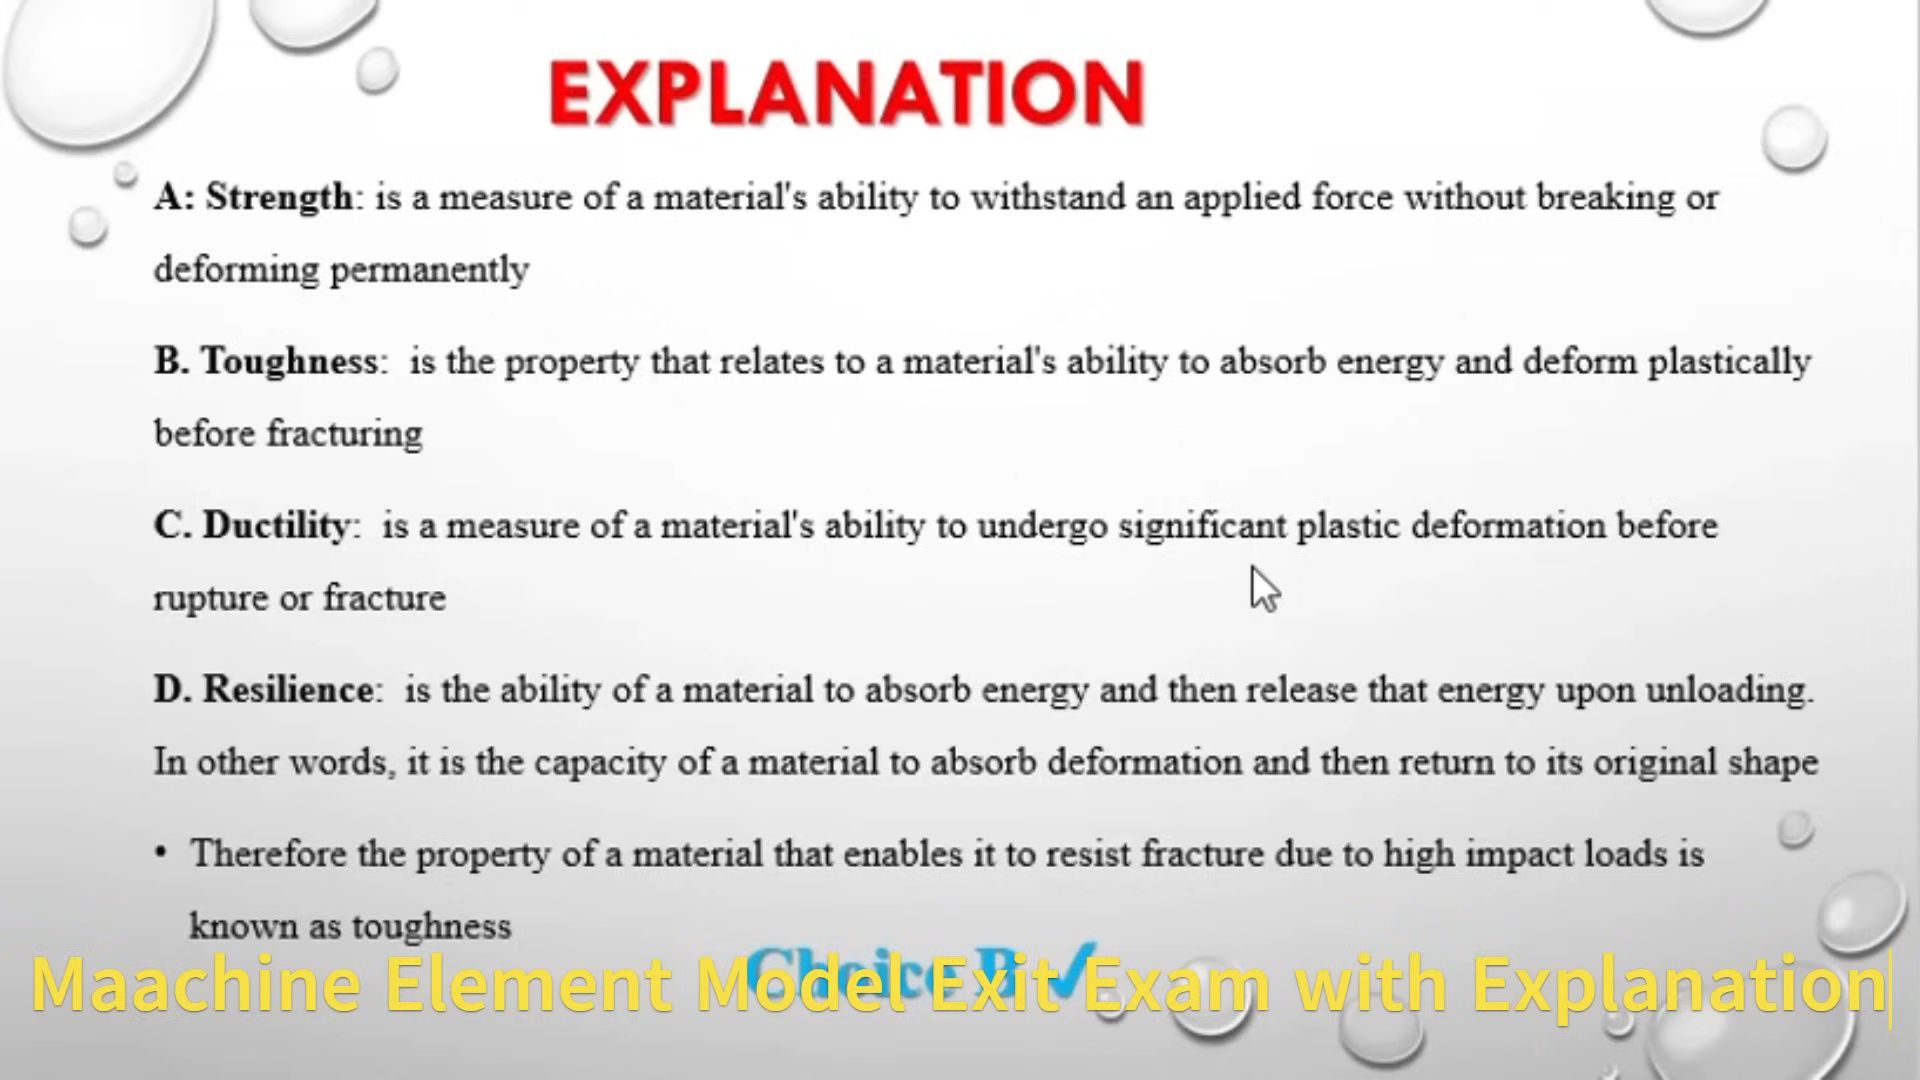 EXPLANATION
A: Strength: is a measure of a material's ability to withstand an applied force without breaking or
deforming permanently
B. Toughness:  is the property that relates to a material's ability to absorb energy and deform plastically
before fracturing
C. Ductility:  is a measure of a material's ability to undergo significant plastic deformation before
rupture or fracture
D. Resilience:  is the ability of a material to absorb energy and then release that energy upon unloading.
In other words, it is the capacity of a material to absorb deformation and then return to its original shape
• Therefore the property of a material that enables it to resist fracture due to high impact loads is
known as toughness
Choice B ✓
Maachine Element Model Exit Exam with Explanation